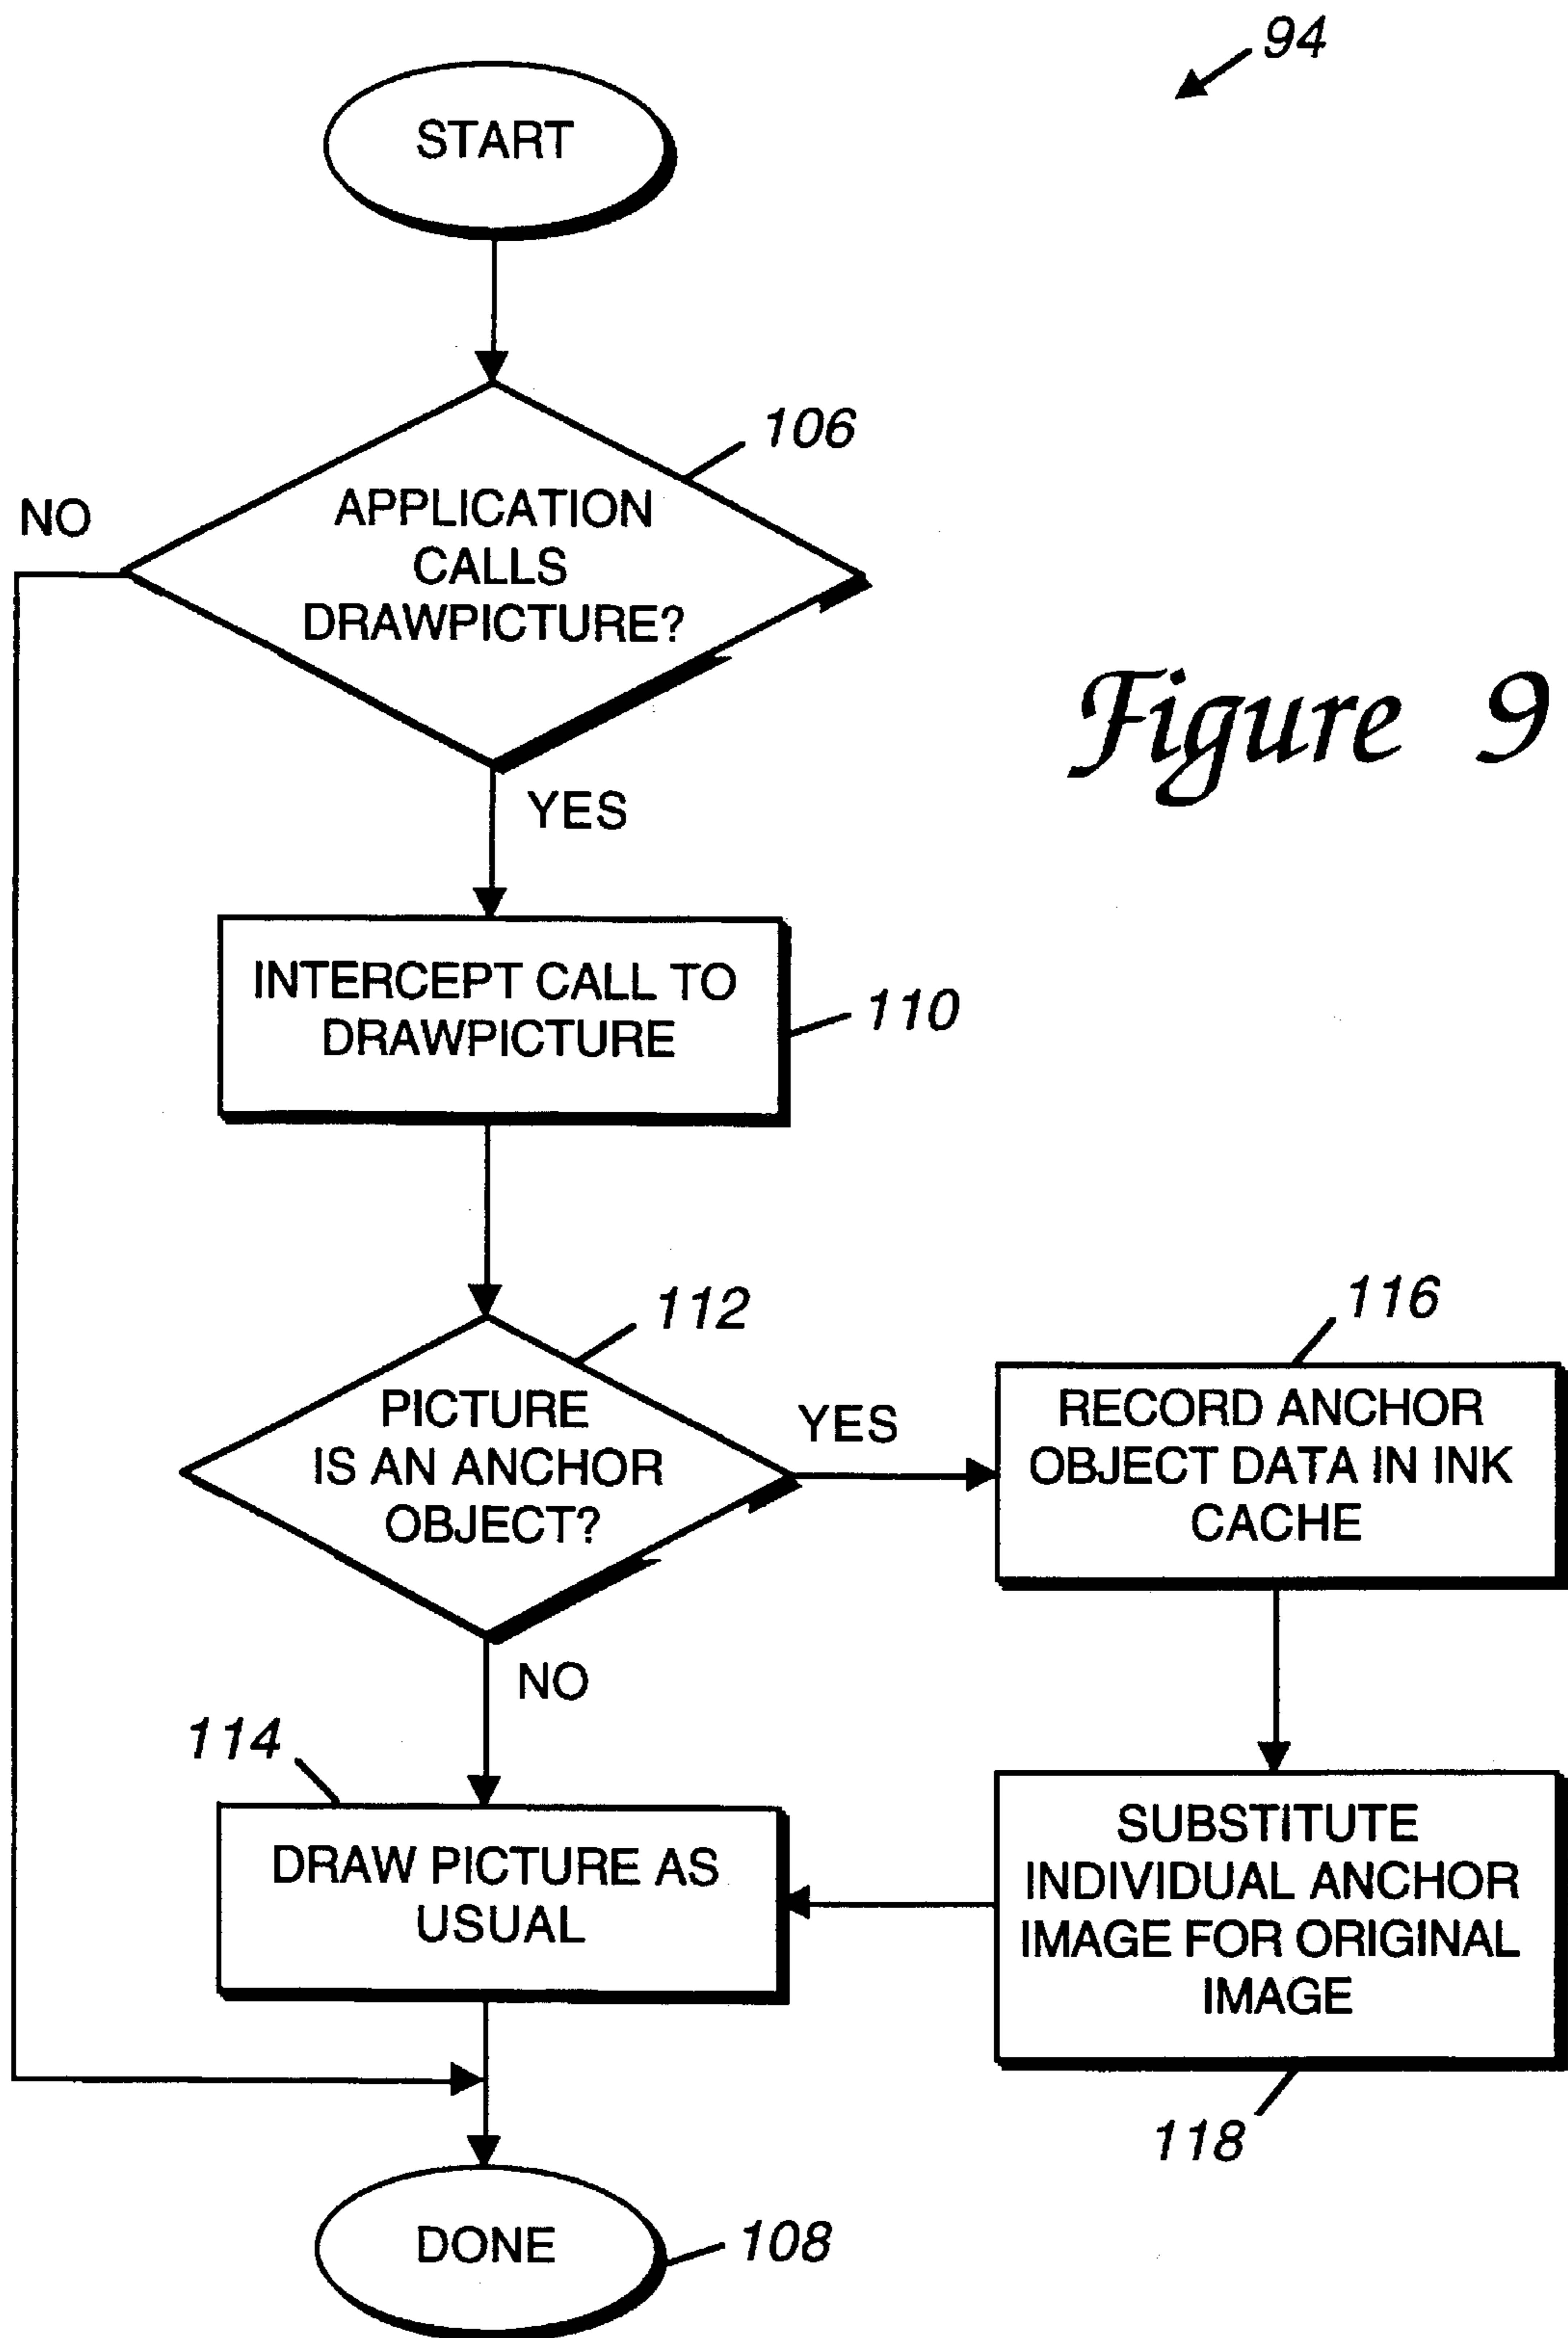 94
START
106
APPLICATION
CALLS
DRAWPICTURE?
NO
YES
Figure 9
INTERCEPT CALL TO
DRAWPICTURE
110
112
PICTURE
IS AN ANCHOR
OBJECT?
YES
116
RECORD ANCHOR
OBJECT DATA IN INK
CACHE
NO
114
DRAW PICTURE AS
USUAL
SUBSTITUTE
INDIVIDUAL ANCHOR
IMAGE FOR ORIGINAL
IMAGE
118
DONE
108